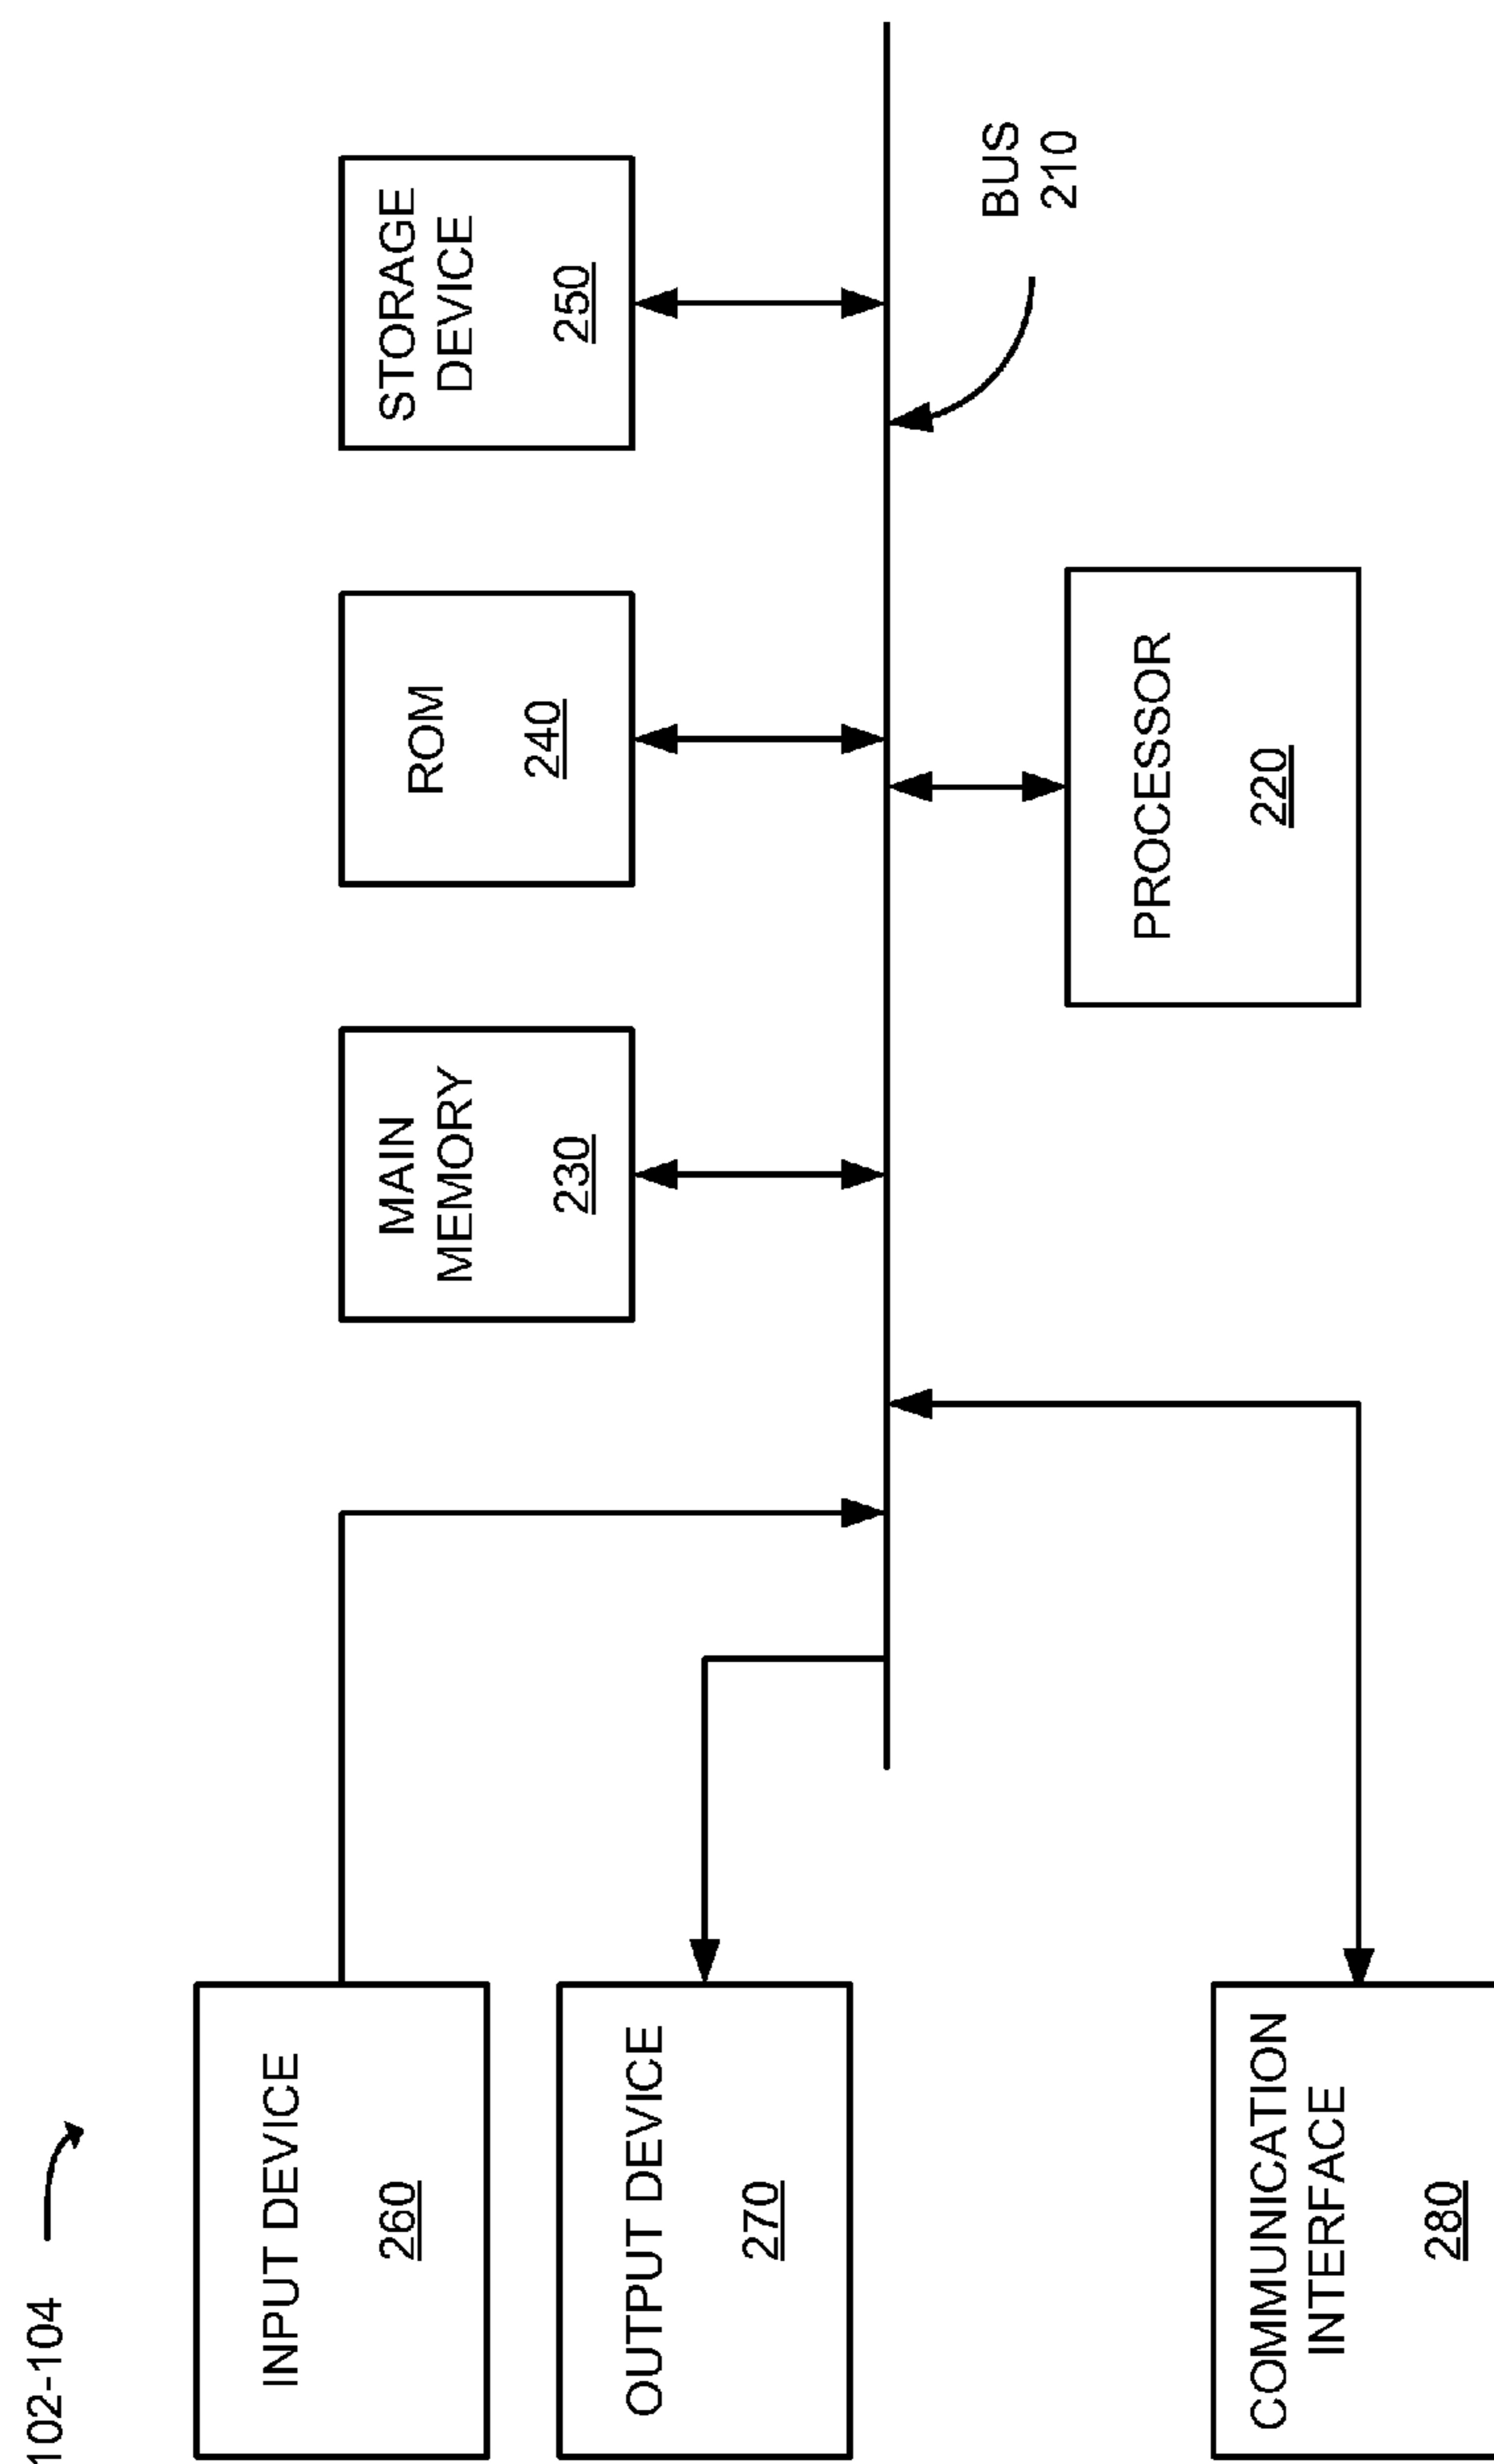 102-104
INPUT DEVICE
260
MAIN
MEMORY
230
ROM
240
STORAGE
DEVICE
250
OUTPUT DEVICE
270
BUS
210
COMMUNICATION
INTERFACE
280
PROCESSOR
220